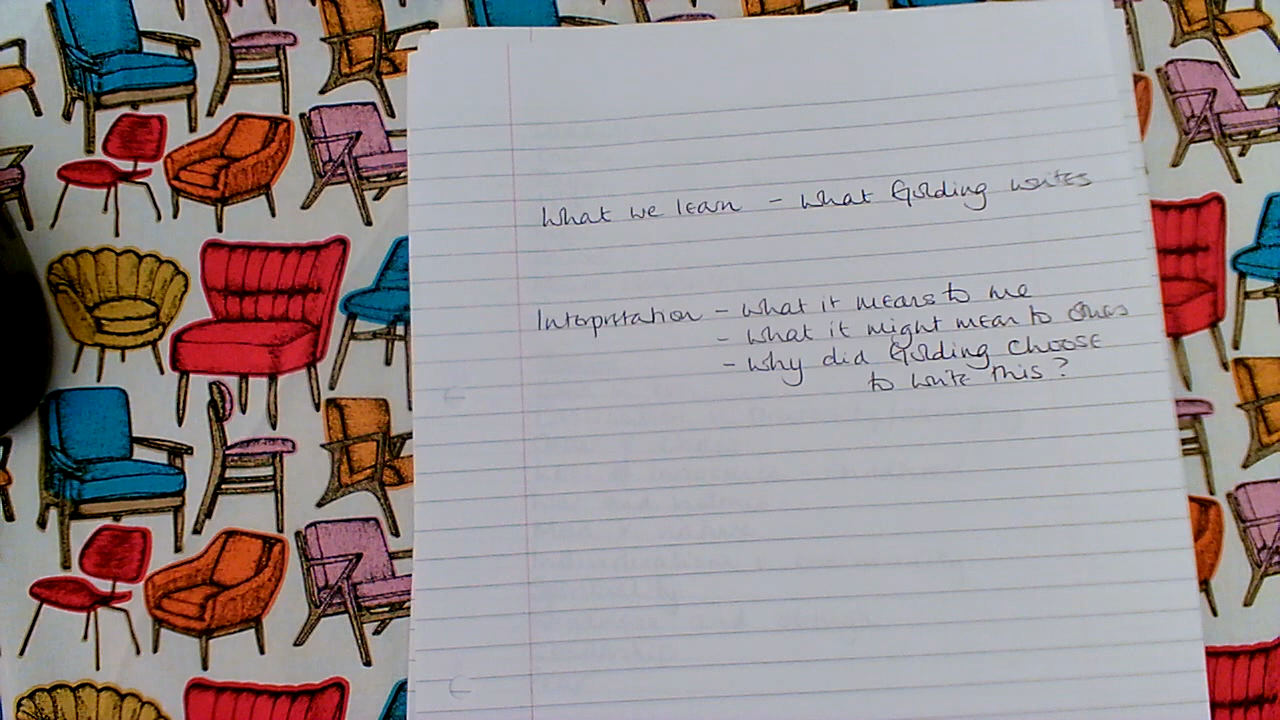 What we learn - what Golding writes
Interpretation - what it means to me
- what it might mean to
- why did Golding choose
to write this?